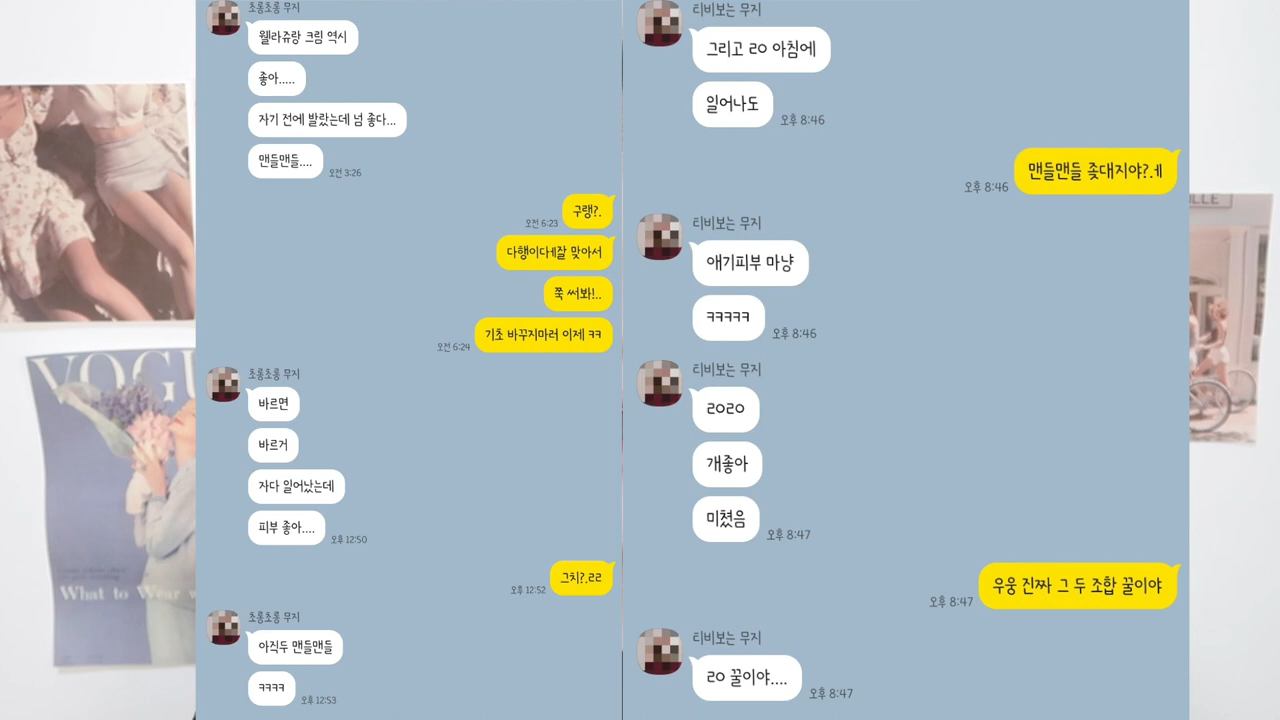 초롱초롱 무지
웰라쥬랑 크림 역시
좋아.....
자기 전에 발랐는데 넘 좋다...
맨들맨들....
오전 3:26
구랭?.
오전 6:23
다행이다ㅔ잘 맞아서
쭉 써봐!..
기초 바꾸지마러 이제 ㅋㅋ
오전 6:24
초롱초롱 무지
바르면
바르거
자다 일어났는데
피부 좋아....
오후 12:50
그치?.ㄹㄹ
오후 12:52
초롱초롱 무지
아직두 맨들맨들
ㅋㅋㅋㅋ
오후 12:53
티비보는 무지
그리고 ㄹㅇ 아침에
일어나도
오후 8:46
맨들맨들 좆대지야?.ㅔ
오후 8:46
티비보는 무지
애기피부 마냥
ㅋㅋㅋㅋㅋ
오후 8:46
티비보는 무지
ㄹㅇㄹㅇ
개좋아
미쳤음
오후 8:47
우웅 진짜 그 두 조합 꿀이야
오후 8:47
티비보는 무지
ㄹㅇ 꿀이야....
오후 8:47
VOGU
What to Wear w